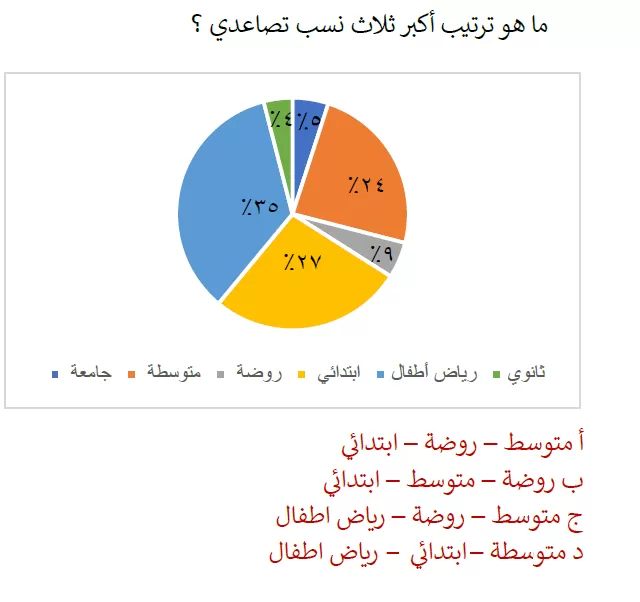 ما هو ترتيب أكبر ثلاث نسب تصاعدي ؟
٤٪ ٥٪
٢٤٪
٣٥٪
٩٪
٢٧٪
جامعة متوسطة روضة ابتدائي رياض أطفال ثانوي
أ متوسط – روضة – ابتدائي
ب روضة – متوسط – ابتدائي
ج متوسط – روضة – رياض اطفال
د متوسطة – ابتدائي – رياض اطفال